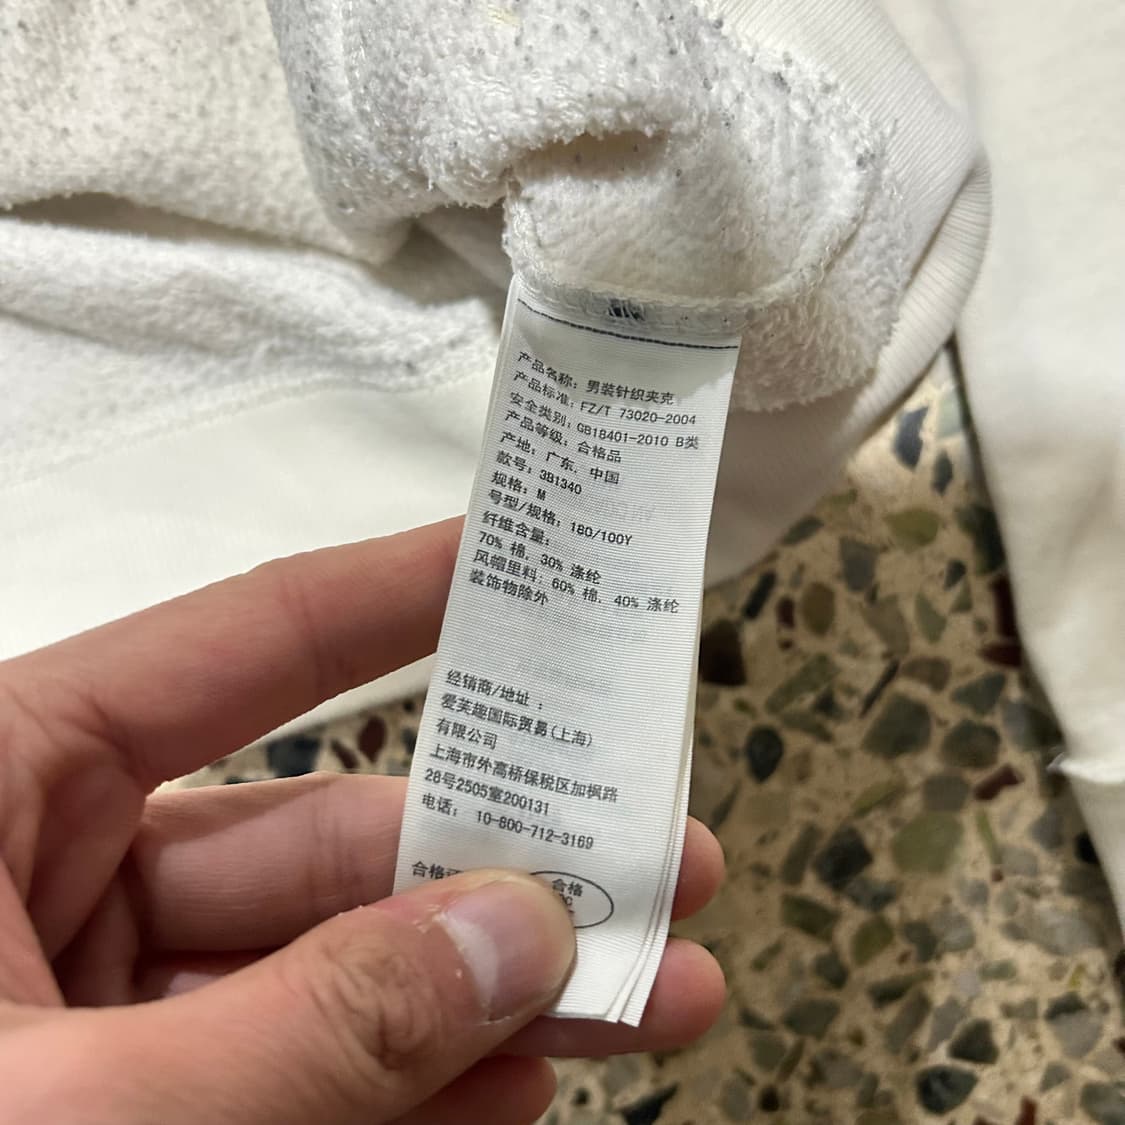 产品名称: 男装针织夹克
产品标准: FZ/T 73020-2004
安全类别: GB18401-2010 B类
产品等级: 合格品
产地: 广东, 中国
款号: 3B1340
规格: M
号型/规格: 180/100Y
纤维含量:
70% 棉, 30% 涤纶
风帽里料: 60% 棉, 40% 涤纶
装饰物除外
经销商/地址 :
爱芙趣国际贸易(上海)
有限公司
上海市外高桥保税区加枫路
28号2505室200131
电话: 10-800-712-3169
合格
合格